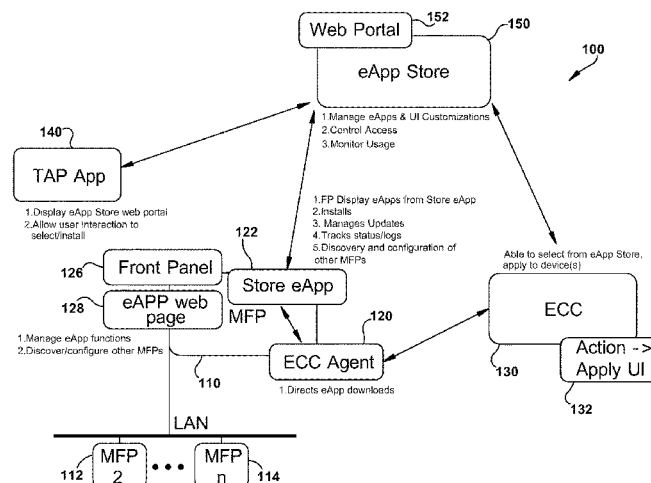 152
Web Portal
150
eApp Store
100
1.Manage eApps & UI Customizations
2.Control Access
3.Monitor Usage
140
TAP App
1.Display eApp Store web portal
2.Allow user interaction to
select/install
1.FP Display eApps from Store eApp
2.Installs
3. Manages Updates
4.Tracks status/logs
5.Discovery and configuration of
other MFPs
122
126
Front Panel
Store eApp
128
eAPP web
page
MFP
1.Manage eApp functions
2.Discover/configure other MFPs
110
120
ECC Agent
1.Directs eApp downloads
Able to select from eApp Store,
apply to device(s)
ECC
130
Action ->
Apply UI
132
LAN
112
MFP
2
MFP
n
114